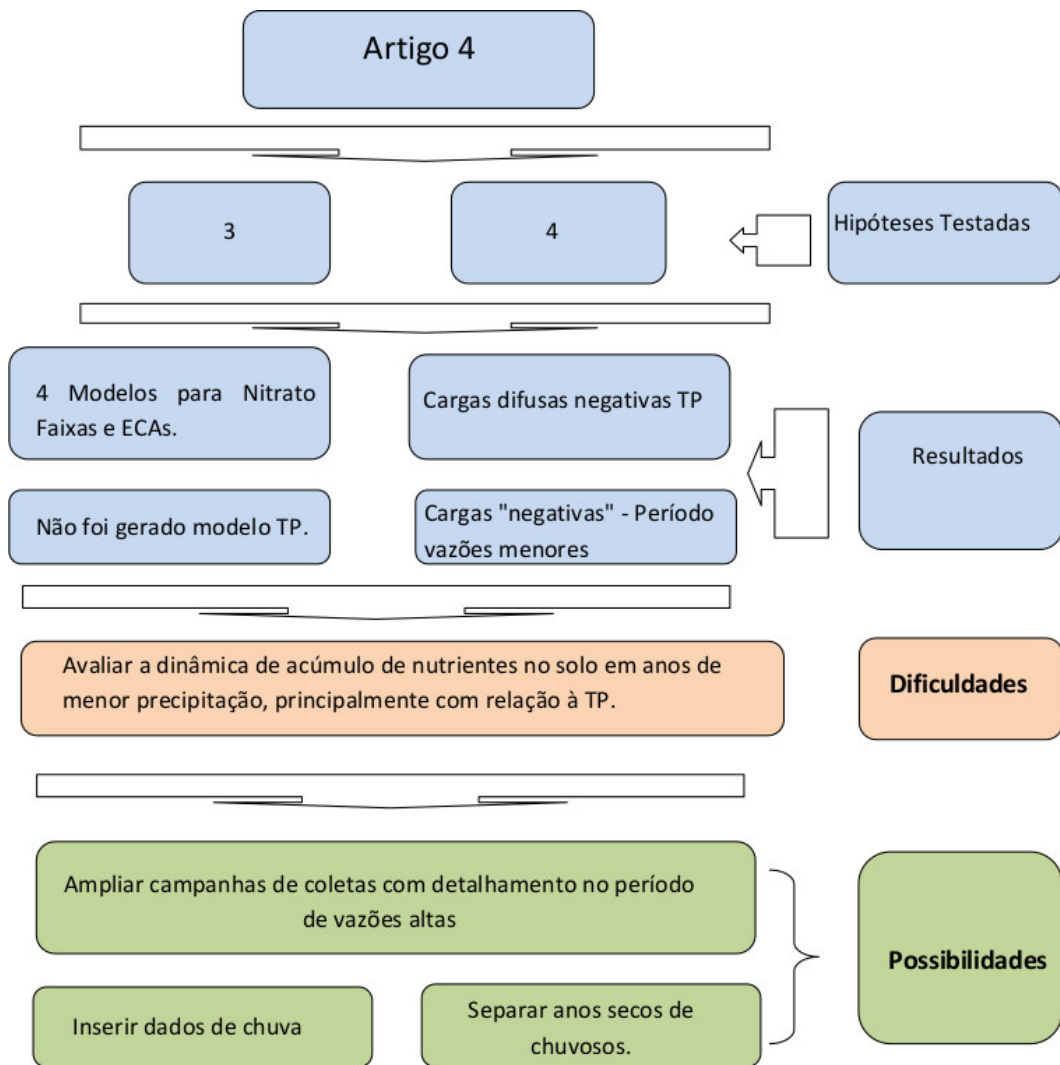 Artigo 4
3
4
Hipóteses Testadas
4 Modelos para Nitrato
Faixas e ECAs.
Cargas difusas negativas TP
Resultados
Não foi gerado modelo TP.
Cargas "negativas" - Período
vazões menores
Avaliar a dinâmica de acúmulo de nutrientes no solo em anos de
menor precipitação, principalmente com relação à TP.
Dificuldades
Ampliar campanhas de coletas com detalhamento no período
de vazões altas
Possibilidades
Inserir dados de chuva
Separar anos secos de
chuvosos.